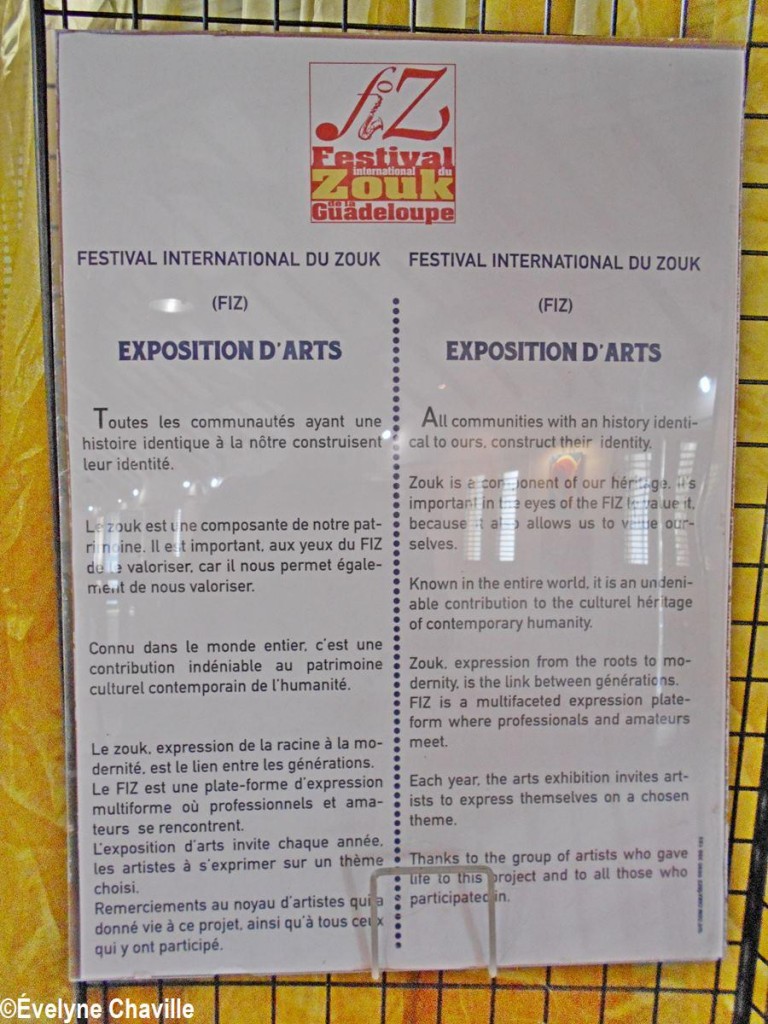 fiZ
Festival
international du
Zouk
de la
Guadeloupe
FESTIVAL INTERNATIONAL DU ZOUK
(FIZ)
EXPOSITION D'ARTS
Toutes les communautés ayant une
histoire identique à la nôtre construisent
leur identité.
Le zouk est une composante de notre pat-
rimoine. Il est important, aux yeux du FIZ
de le valoriser, car il nous permet égale-
ment de nous valoriser.
Connu dans le monde entier, c'est une
contribution indéniable au patrimoine
culturel contemporain de l'humanité.
Le zouk, expression de la racine à la mo-
dernité, est le lien entre les générations.
Le FIZ est une plate-forme d'expression
multiforme où professionnels et ama-
teurs se rencontrent.
L'exposition d'arts invite chaque année,
les artistes à s'exprimer sur un thème
choisi.
Remerciements au noyau d'artistes qui a
donné vie à ce projet, ainsi qu'à tous ceux
qui y ont participé.
FESTIVAL INTERNATIONAL DU ZOUK
(FIZ)
EXPOSITION D'ARTS
All communities with an history identi-
cal to ours, construct their identity.
Zouk is a component of our héritage. It's
important in the eyes of the FIZ to value it,
because it also allows us to value our-
selves.
Known in the entire world, it is an undeni-
able contribution to the culturel héritage
of contemporary humanity.
Zouk, expression from the roots to mo-
dernity, is the link between générations.
FIZ is a multifaceted expression plate-
form where professionals and amateurs
meet.
Each year, the arts exhibition invites art-
ists to express themselves on a chosen
theme.
Thanks to the group of artists who gave
life to this project and to all those who
participated in.
©Évelyne Chaville